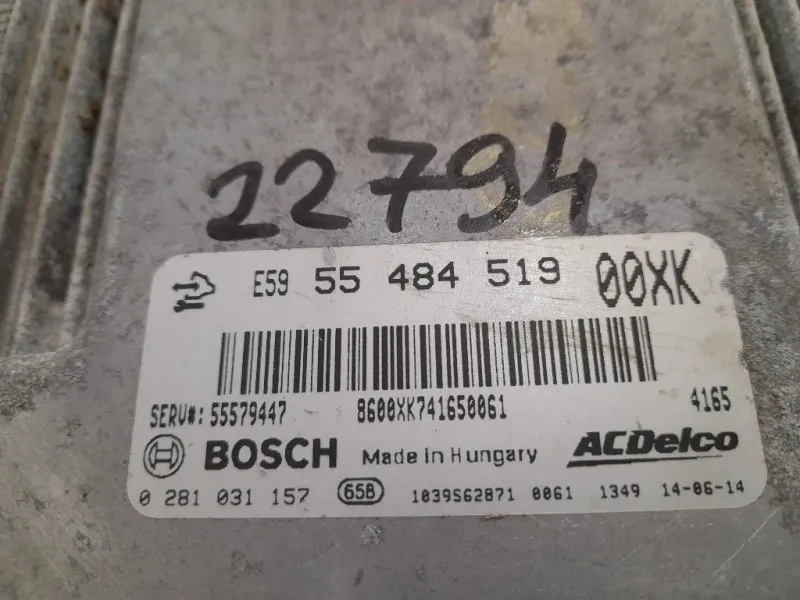 22794
E59 55 484 519 00XK
SERV#: 55579447 8600XK741650061 4165
BOSCH Made in Hungary ACDelco
0 281 031 157 658 1039S62871 0061 1349 14-06-14